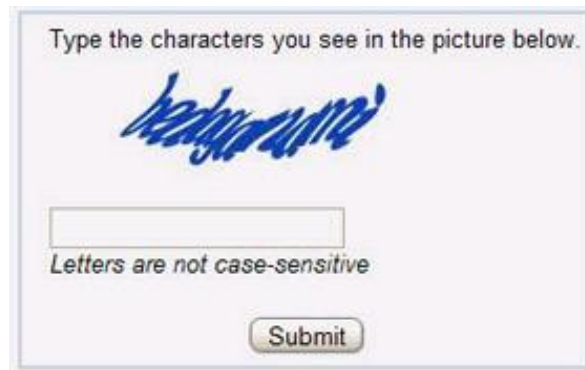 Type the characters you see in the picture below.
Letters are not case-sensitive
Submit